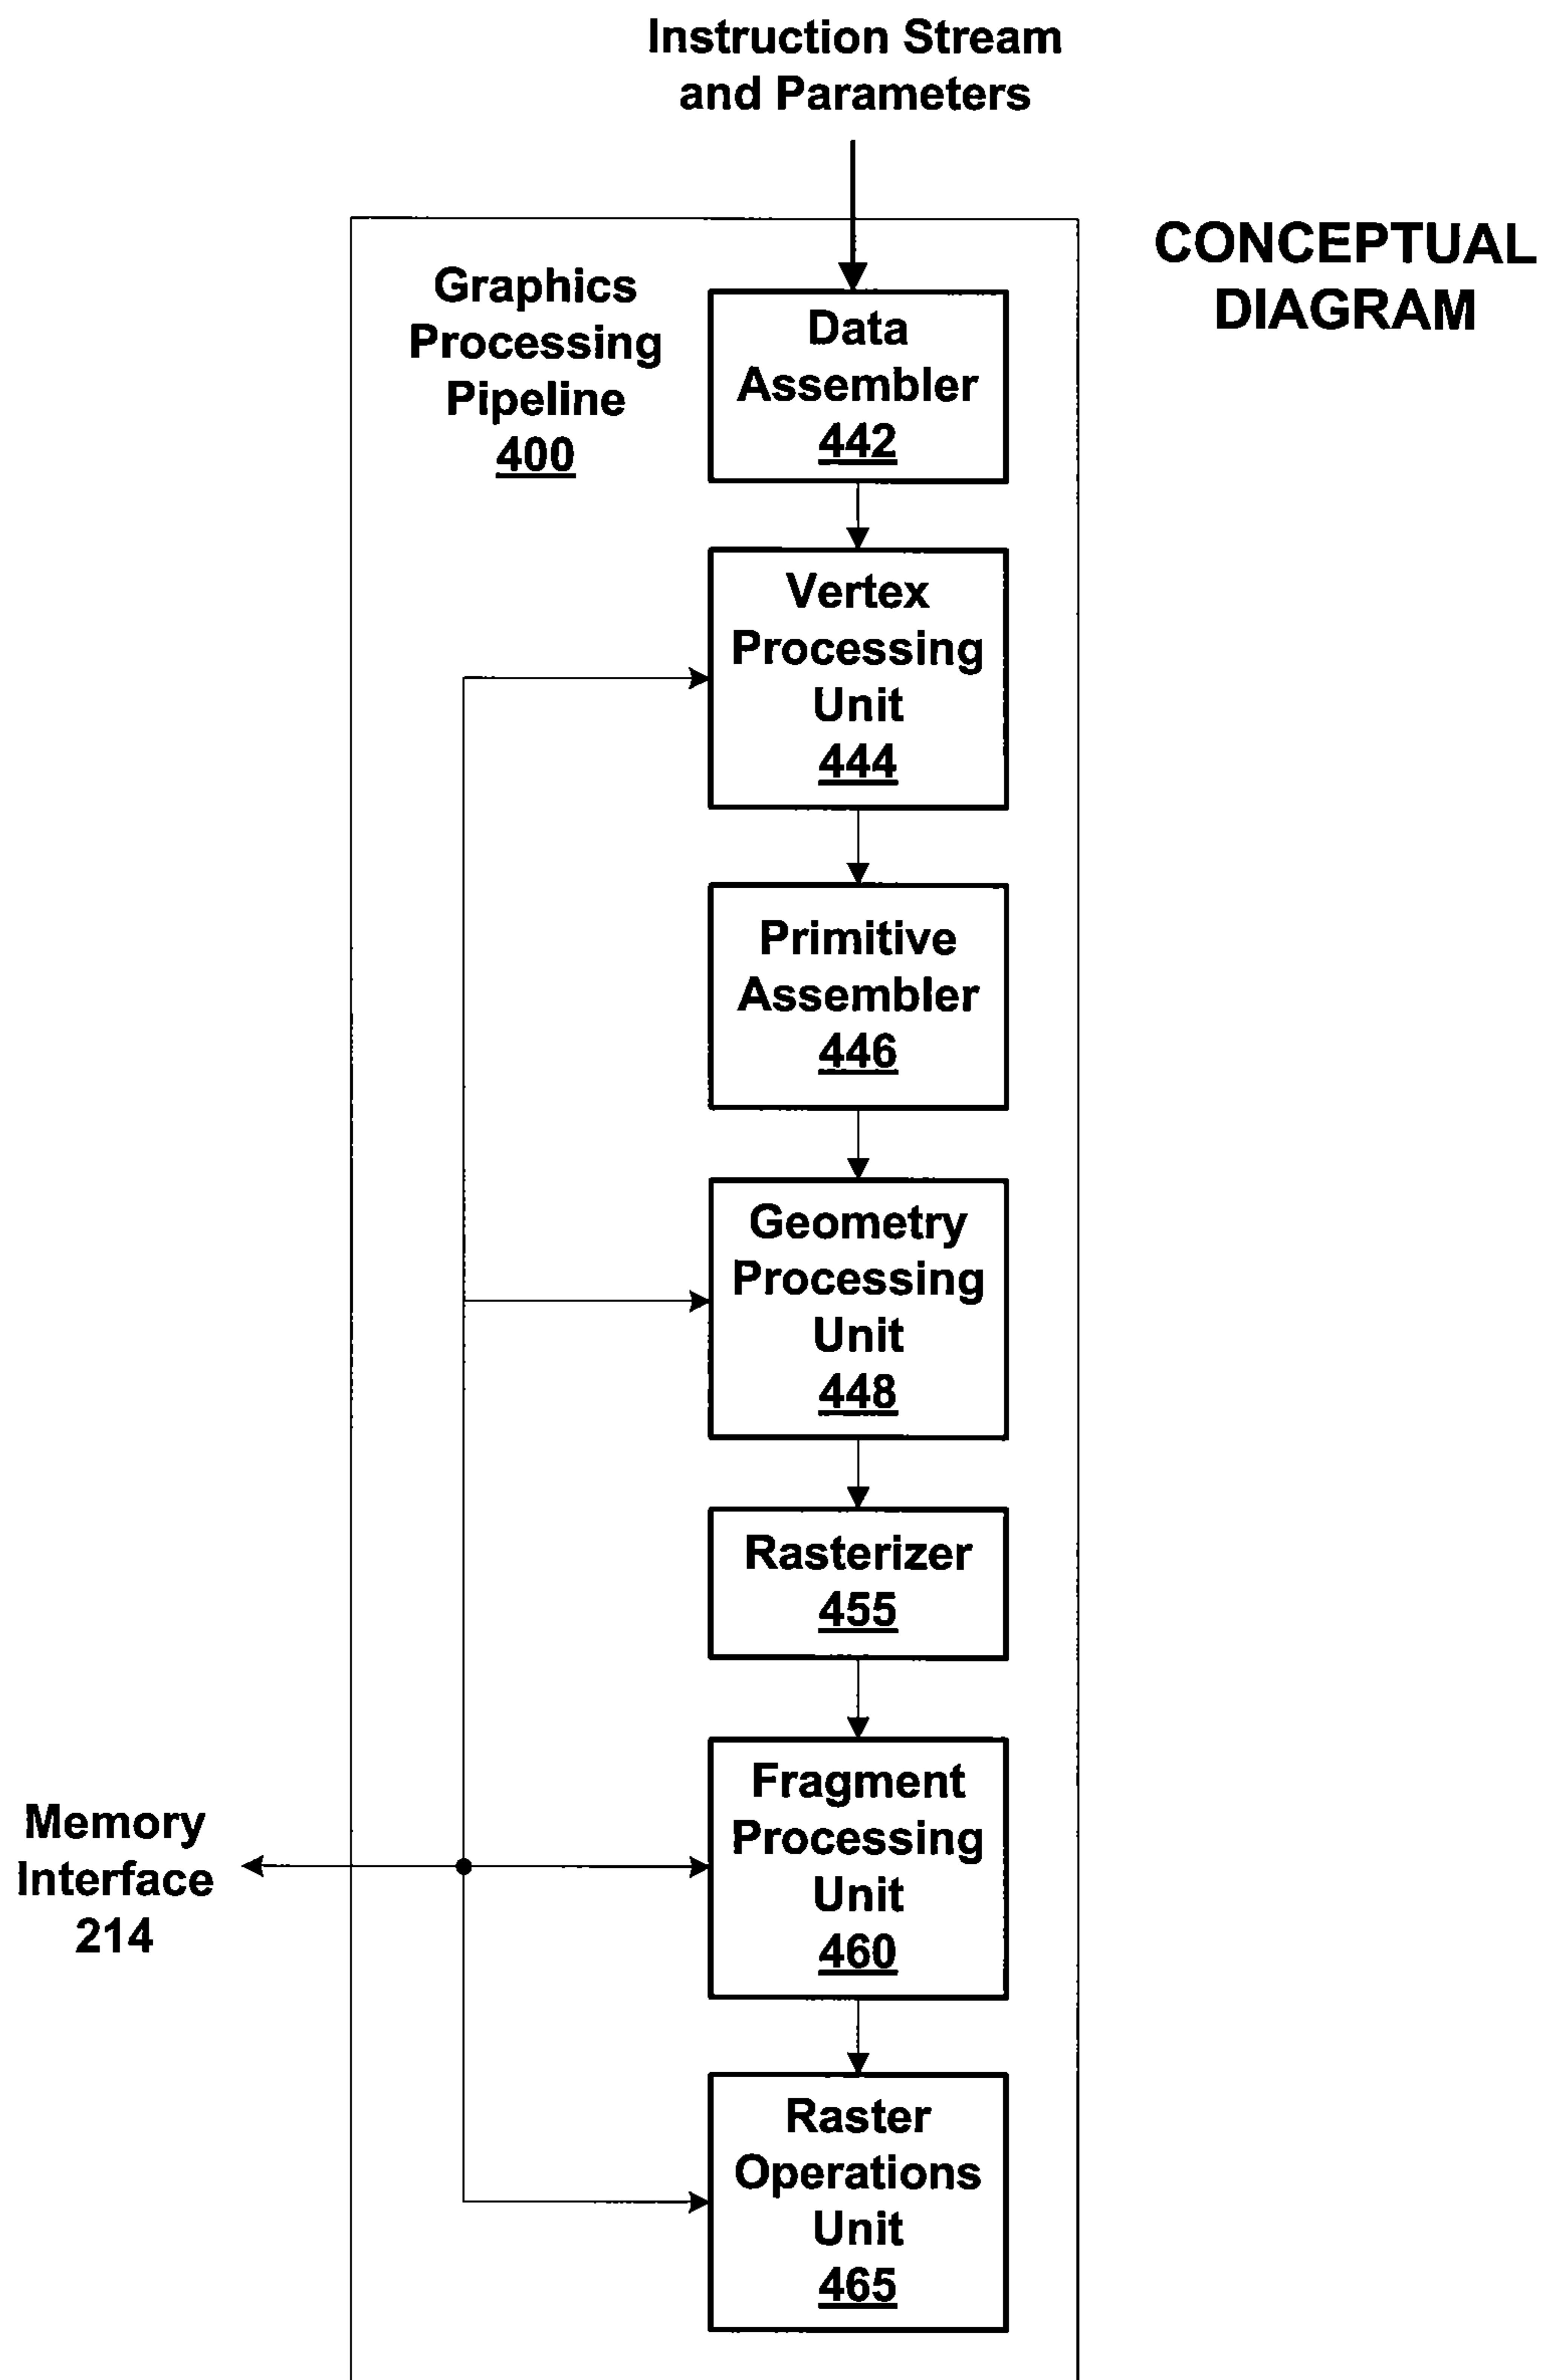 Instruction Stream
and Parameters
CONCEPTUAL
DIAGRAM
Graphics
Processing
Pipeline
400
Data
Assembler
442
Vertex
Processing
Unit
444
Primitive
Assembler
446
Geometry
Processing
Unit
448
Rasterizer
455
Fragment
Processing
Unit
460
Memory
Interface
214
Raster
Operations
Unit
465